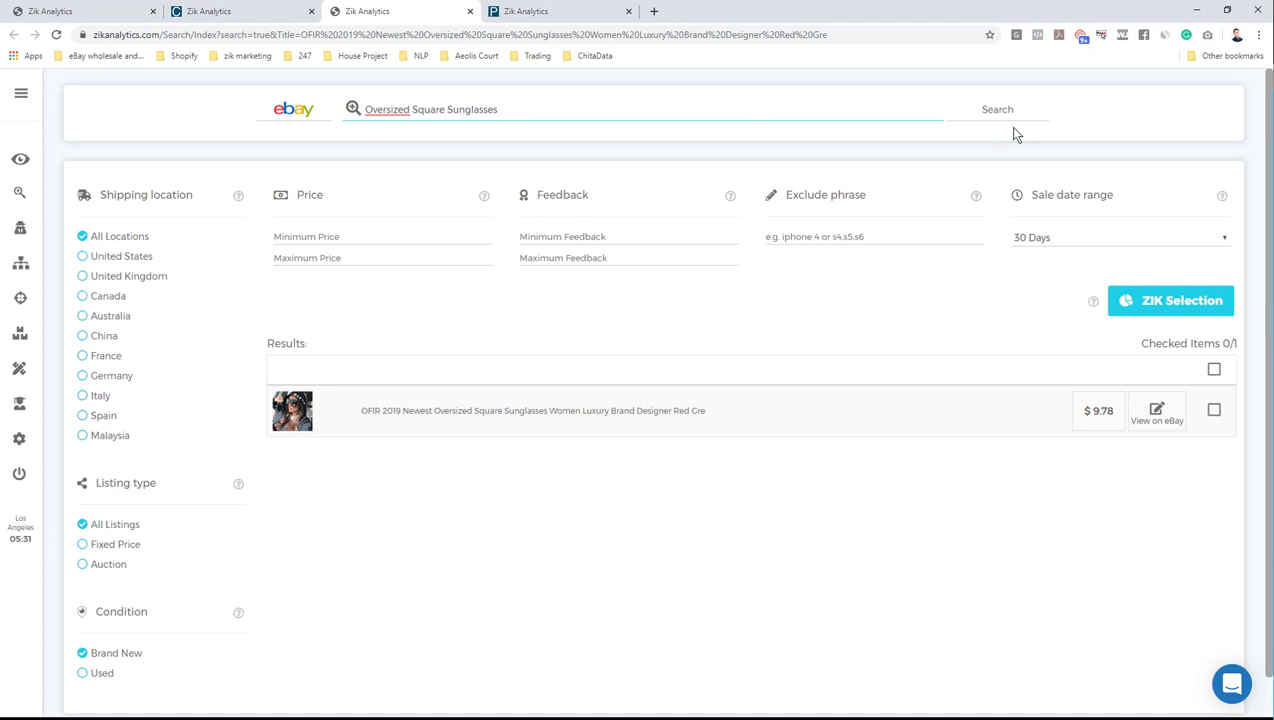 Zik Analytics
Zik Analytics
Zik Analytics
Zik Analytics
zikanalytics.com/Search/Index?search=true&Title=OFIR%202019%20Newest%20Oversized%20Square%20Sunglasses%20Women%20Luxury%20Brand%20Designer%20Red%20Gre
Apps
eBay wholesale and...
Shopify
zik marketing
247
House Project
NLP
Aeolis Court
Trading
ChitaData
Other bookmarks
ebay
Oversized Square Sunglasses
Search
Shipping location
Price
Feedback
Exclude phrase
Sale date range
All Locations
United States
United Kingdom
Canada
Australia
China
France
Germany
Italy
Spain
Malaysia
Minimum Price
Maximum Price
Minimum Feedback
Maximum Feedback
e.g. iphone 4 or s4,s5,s6
30 Days
ZIK Selection
Results:
Checked Items 0/1
OFIR 2019 Newest Oversized Square Sunglasses Women Luxury Brand Designer Red Gre
$ 9.78
View on eBay
Listing type
All Listings
Fixed Price
Auction
Condition
Brand New
Used
Los
Angeles
05:31